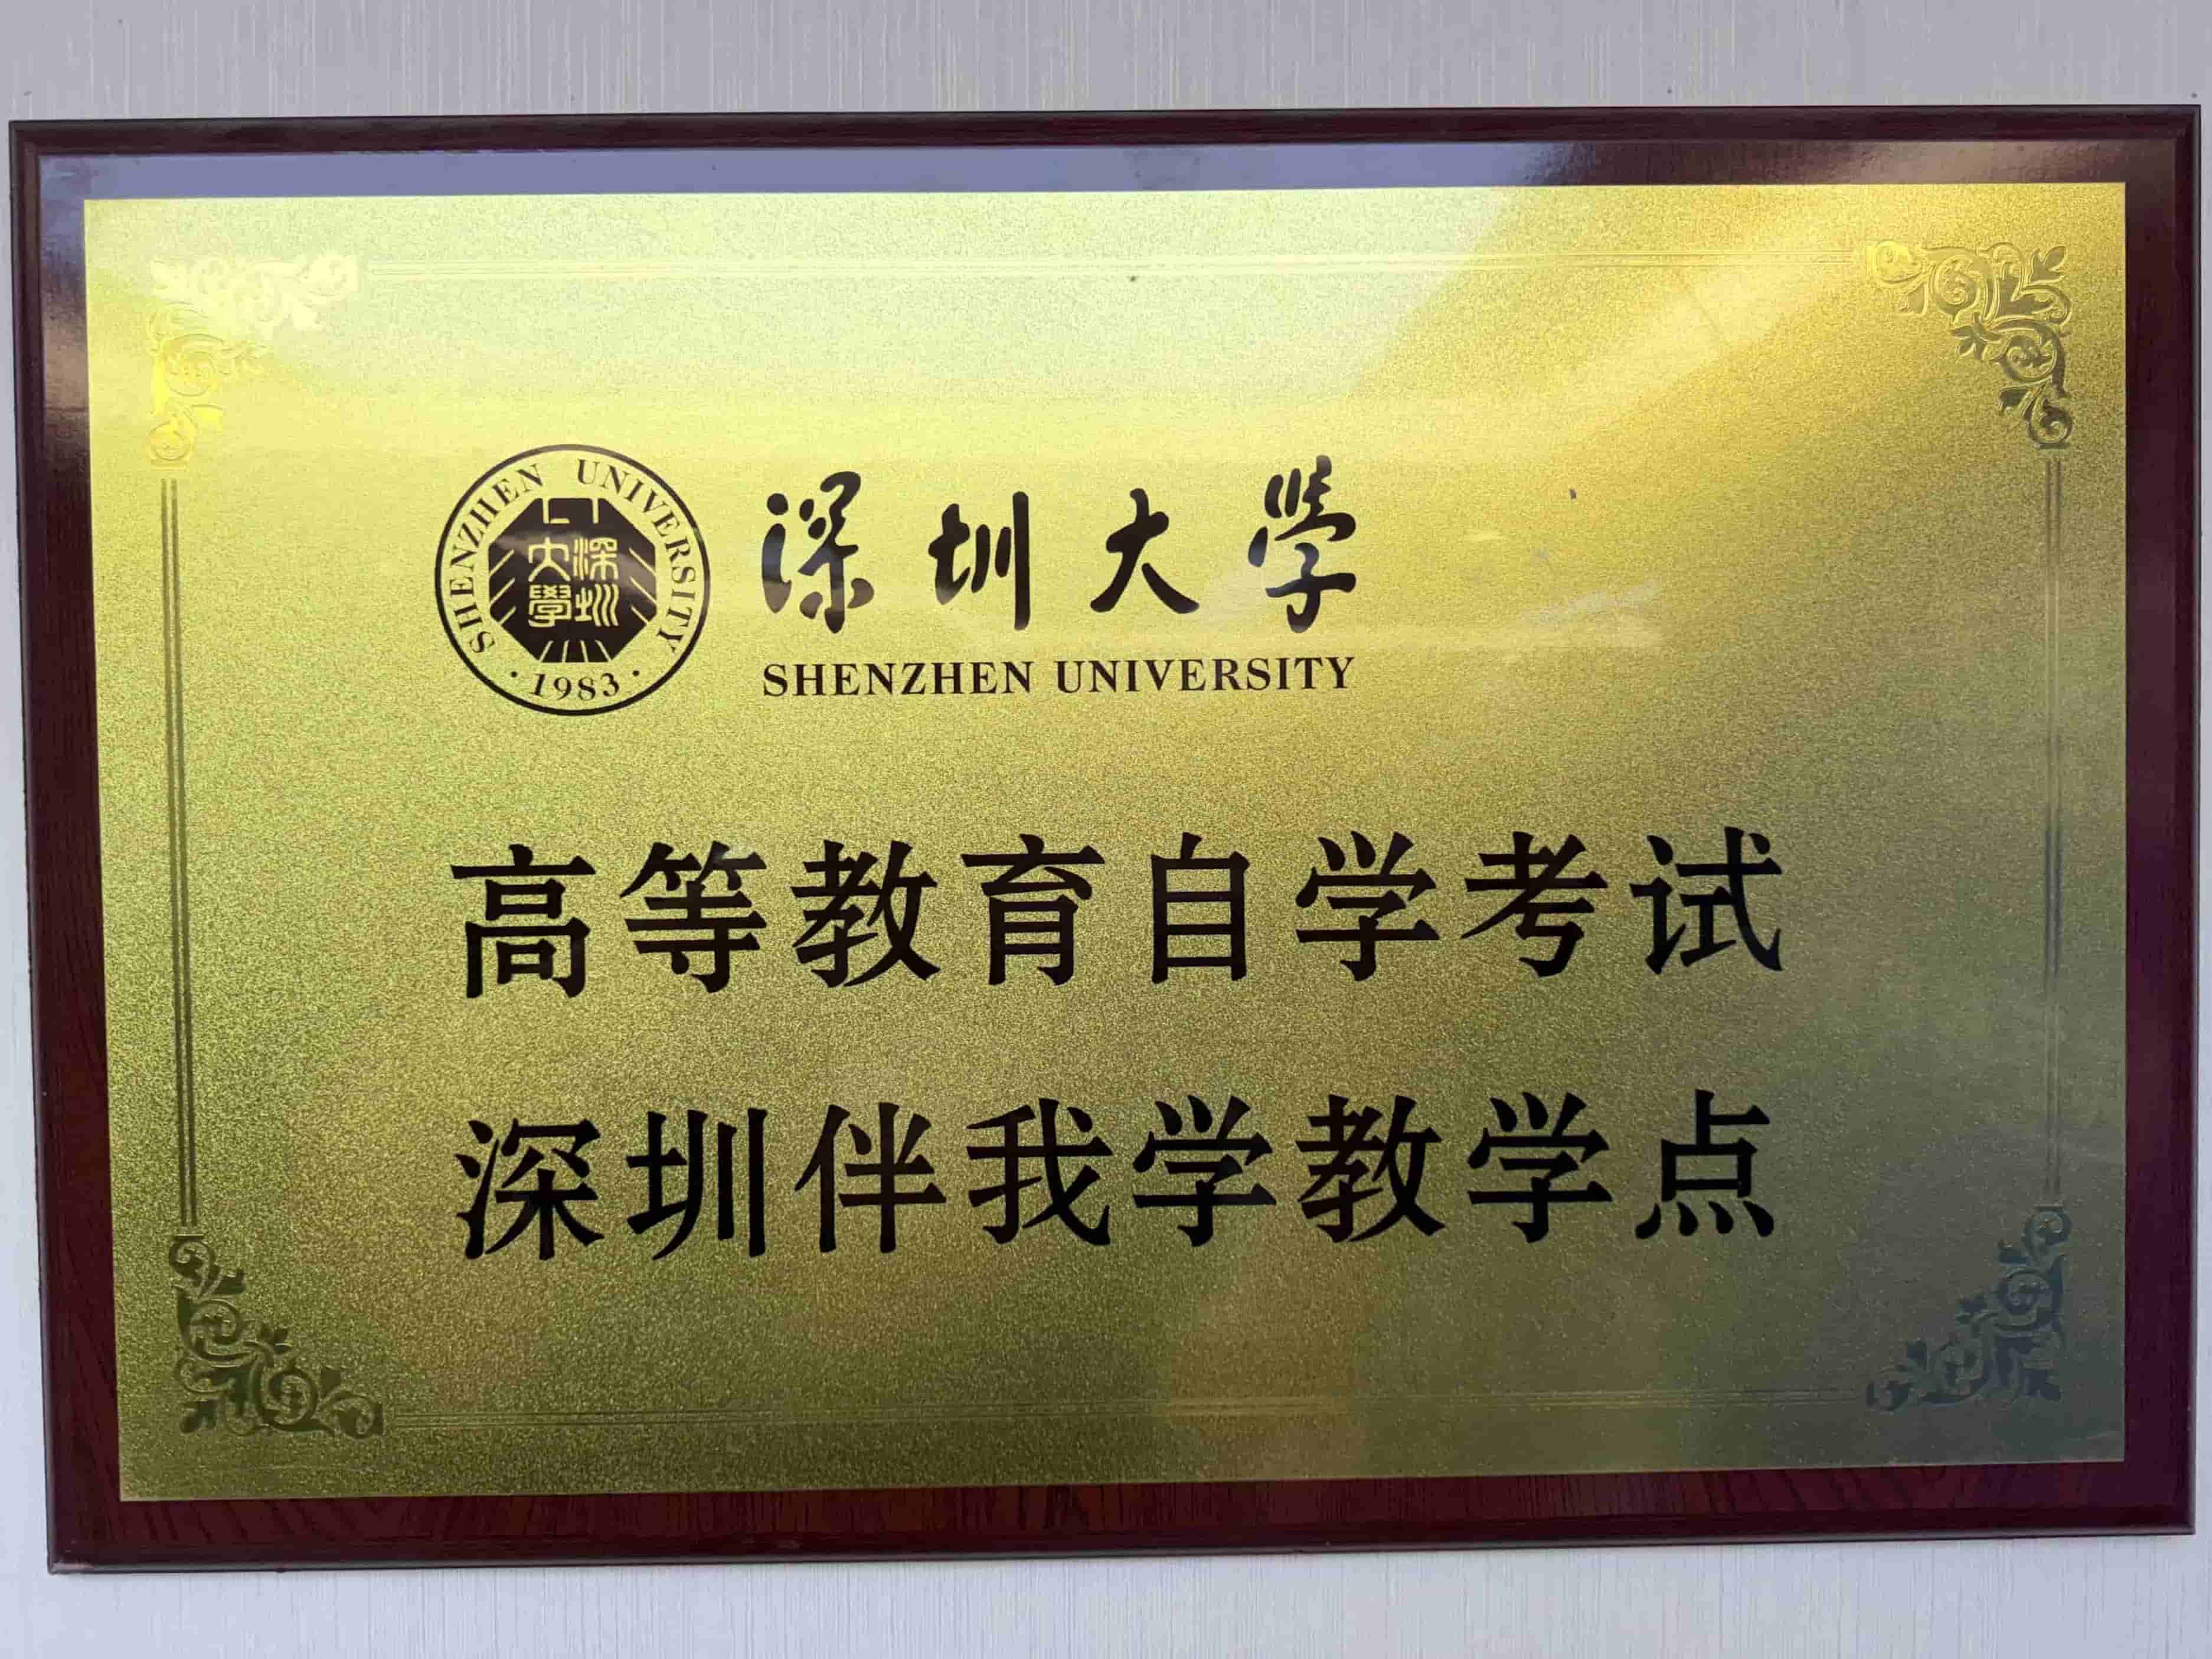 SHENZHEN UNIVERSITY
深圳大學
·1983·
深圳大学
SHENZHEN UNIVERSITY
高等教育自学考试
深圳伴我学教学点